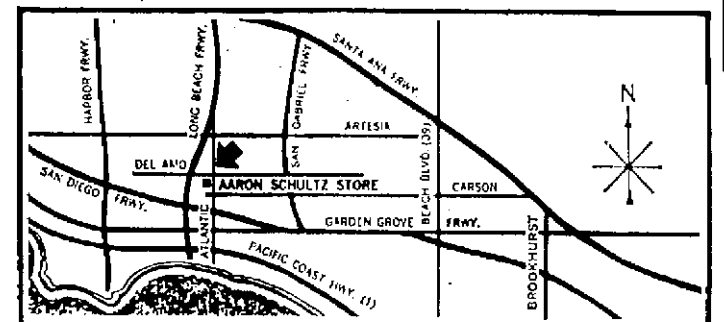 HARBOR FRWY.
LONG BEACH FRWY.
SAN GABRIEL FRWY
SANTA ANA FRWY.
N
ARTESIA
BEACH BLVD. (39)
DEL AMO
SAN DIEGO FRWY.
AARON SCHULTZ STORE
CARSON
ATLANTIC
GARDEN GROVE FRWY.
BROOKHURST
PACIFIC COAST HWY. (1)